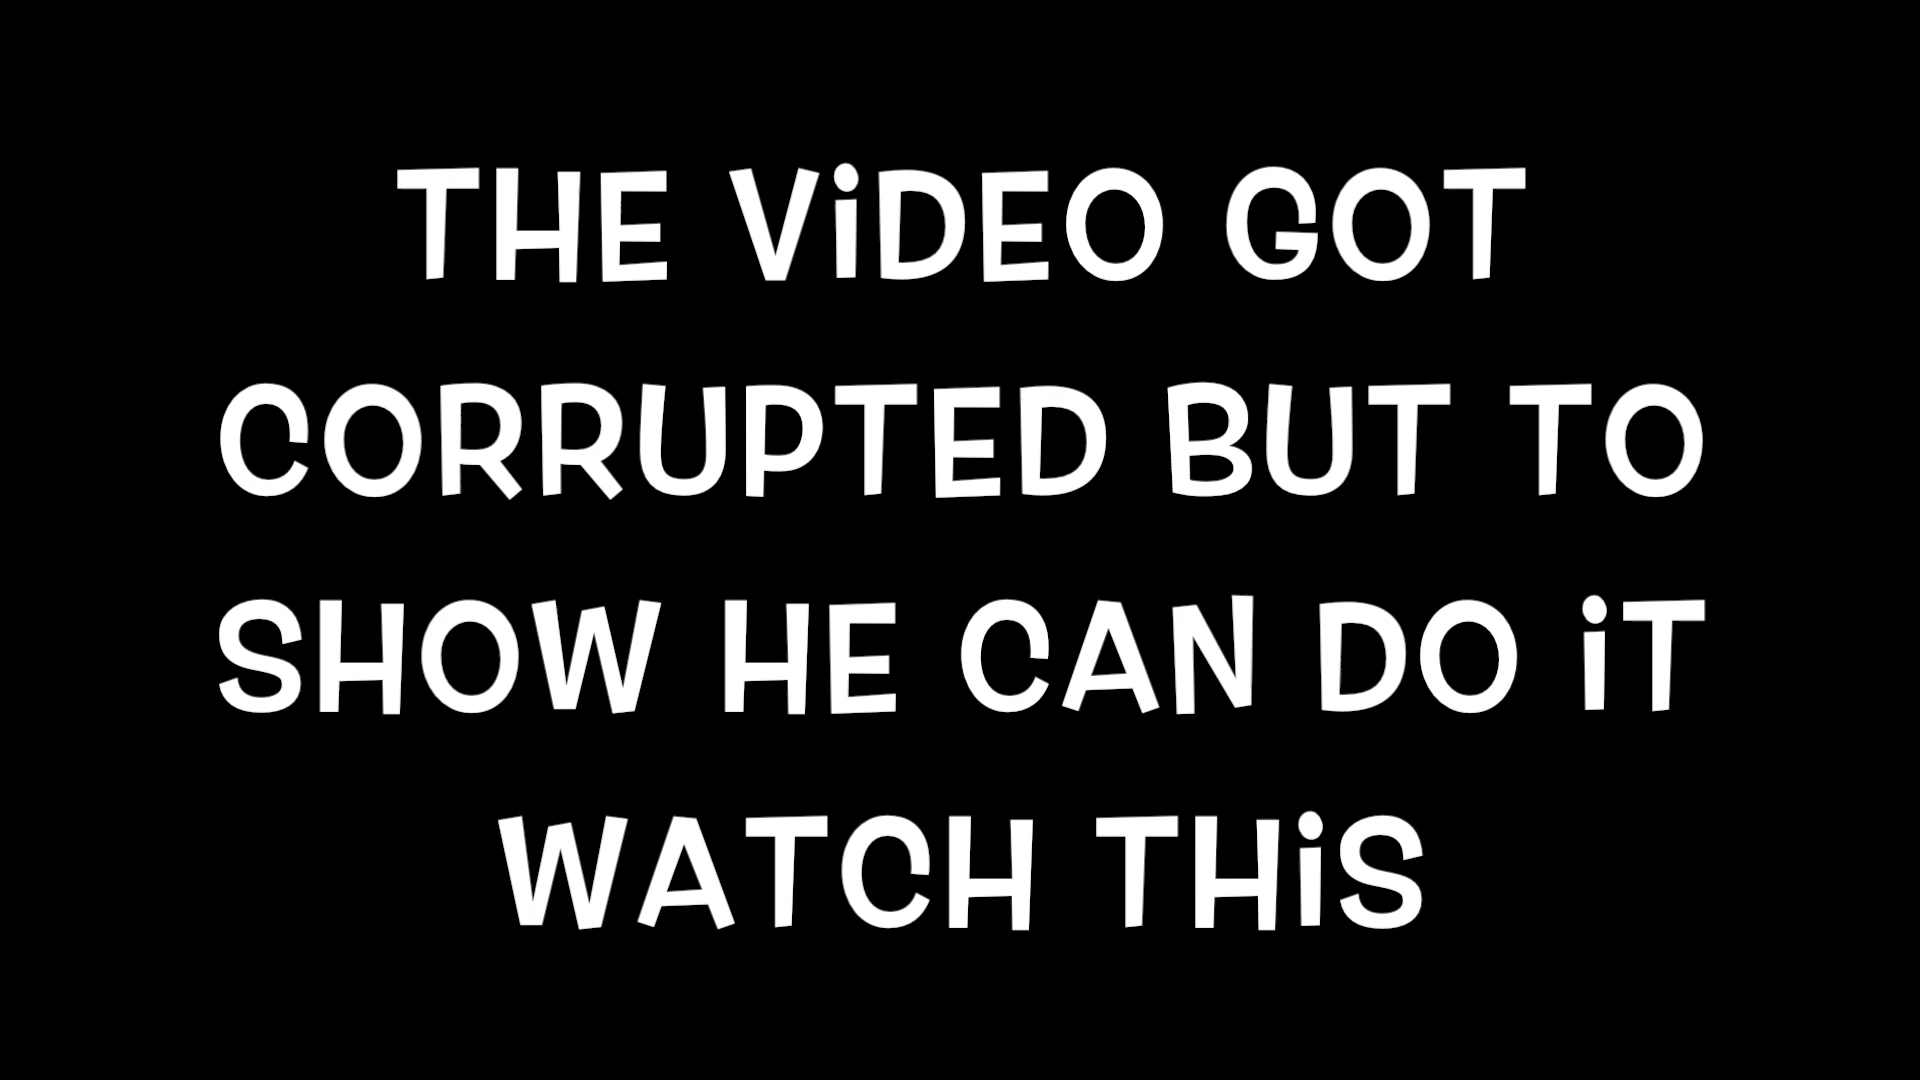 THE ViDEO GOT
CORRUPTED BUT TO
SHOW HE CAN DO iT
WATCH THiS